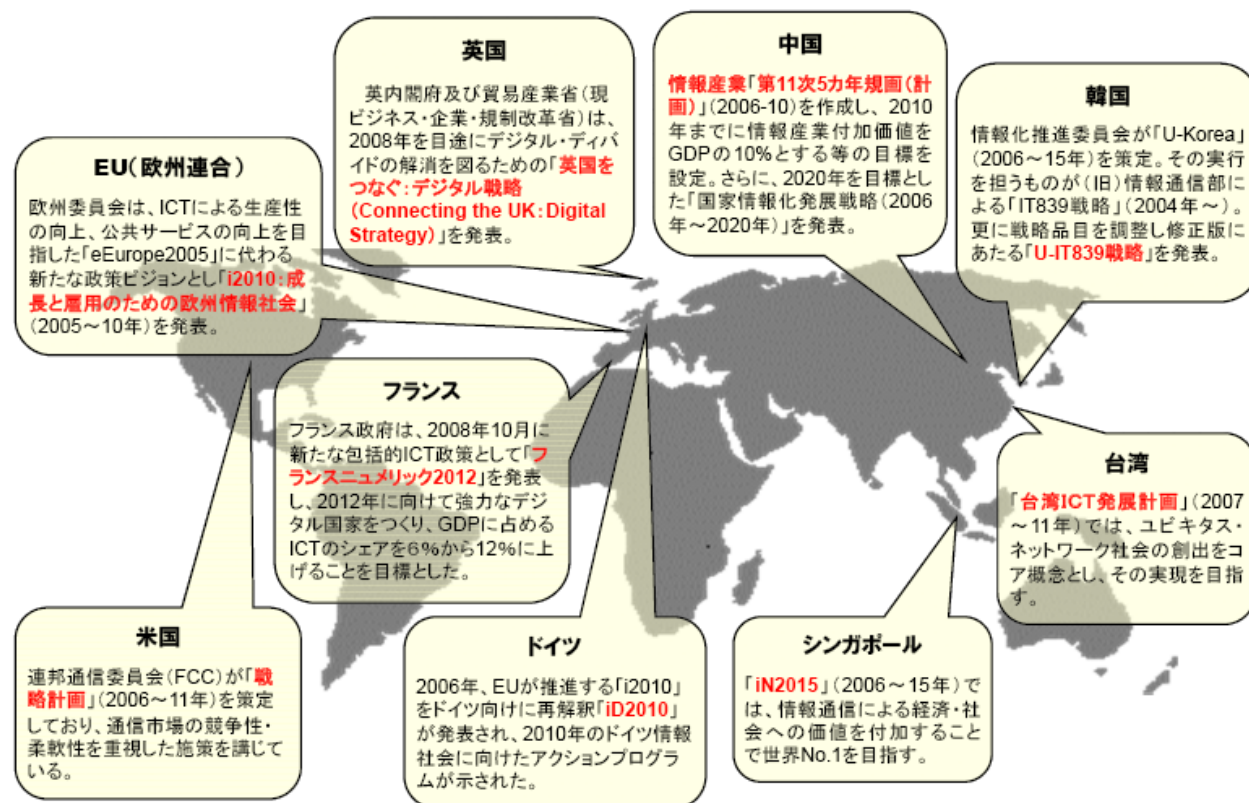 英国
英内閣府及び貿易産業省(現
ビジネス・企業・規制改革省)は、
2008年を目途にデジタル・ディバ
イドの解消を図るための「英国を
つなぐ:デジタル戦略
(Connecting the UK:Digital
Strategy)」を発表。
中国
情報産業「第11次5カ年規画(計
画)」(2006-10)を作成し、2010
年までに情報産業付加価値を
GDPの10%とする等の目標を
設定。さらに、2020年を目標とし
た「国家情報化発展戦略(2006
年~2020年)」を発表。
韓国
情報化推進委員会が「U-Korea」
(2006~15年)を策定。その実行
を担うものが(旧)情報通信部に
よる「IT839戦略」(2004年~)。
更に戦略品目を調整し修正版に
あたる「U-IT839戦略」を発表。
EU(欧州連合)
欧州委員会は、ICTによる生産性
の向上、公共サービスの向上を目
指した「eEurope2005」に代わる
新たな政策ビジョンとし「i2010:成
長と雇用のための欧州情報社会」
(2005~10年)を発表。
フランス
フランス政府は、2008年10月に
新たな包括的ICT政策として「フ
ランスニュメリック2012」を発表
し、2012年に向けて強力なデジ
タル国家をつくり、GDPに占める
ICTのシェアを6%から12%に上
げることを目標とした。
台湾
「台湾ICT発展計画」(2007
~11年)では、ユビキタス・
ネットワーク社会の創出をコ
ア概念とし、その実現を目指
す。
米国
連邦通信委員会(FCC)が「戦
略計画」(2006~11年)を策定
しており、通信市場の競争性・
柔軟性を重視した施策を講じて
いる。
ドイツ
2006年、EUが推進する「i2010」
をドイツ向けに再解釈「iD2010」
が発表され、2010年のドイツ情報
社会に向けたアクションプログラ
ムが示された。
シンガポール
「iN2015」(2006~15年)で
は、情報通信による経済・社
会への価値を付加すること
で世界No.1を目指す。